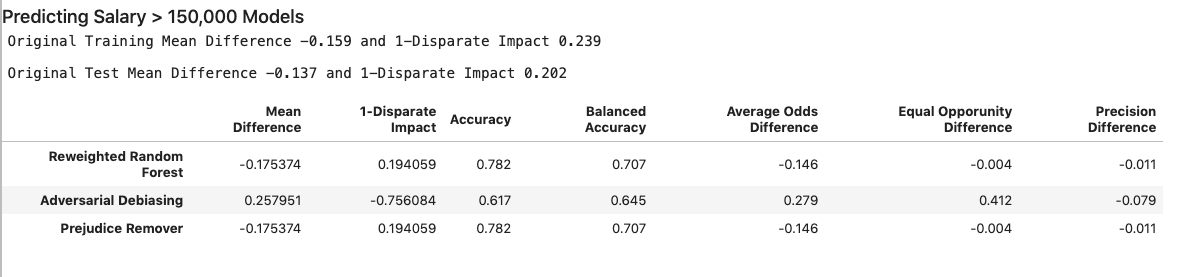 Predicting Salary > 150,000 Models
Original Training Mean Difference -0.159 and 1-Disparate Impact 0.239
Original Test Mean Difference -0.137 and 1-Disparate Impact 0.202
Mean Difference 1-Disparate Impact Accuracy Balanced Accuracy Average Odds Difference Equal Opporunity Difference Precision Difference
Reweighted Random Forest -0.175374 0.194059 0.782 0.707 -0.146 -0.004 -0.011
Adversarial Debiasing 0.257951 -0.756084 0.617 0.645 0.279 0.412 -0.079
Prejudice Remover -0.175374 0.194059 0.782 0.707 -0.146 -0.004 -0.011